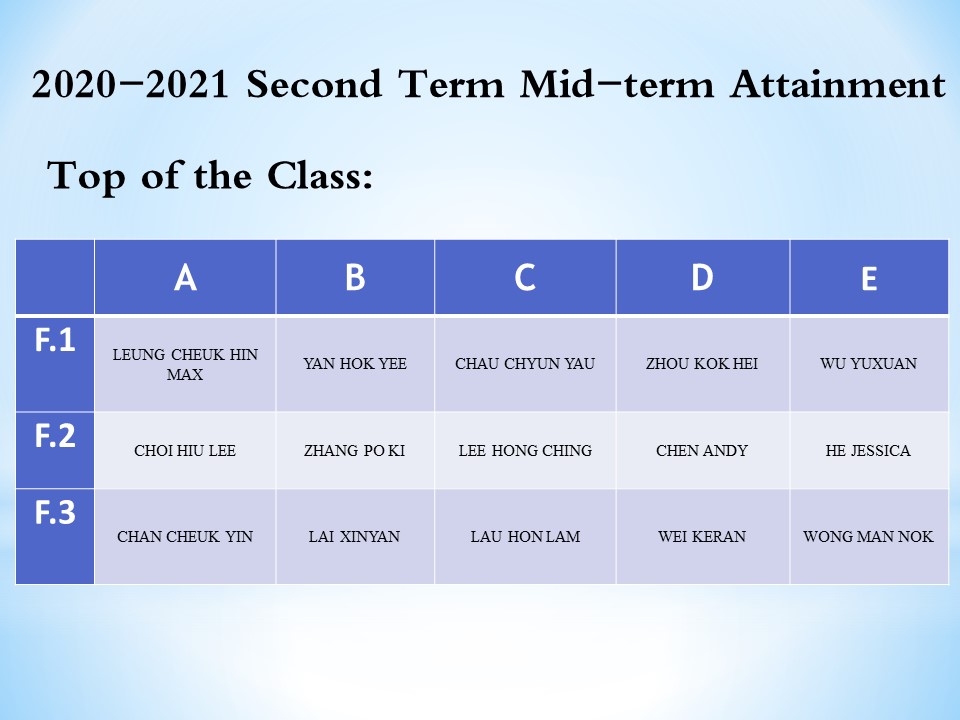 2020-2021 Second Term Mid-term Attainment
Top of the Class:
A B C D E
F.1 LEUNG CHEUK HIN MAX YAN HOK YEE CHAU CHYUN YAU ZHOU KOK HEI WU YUXUAN
F.2 CHOI HIU LEE ZHANG PO KI LEE HONG CHING CHEN ANDY HE JESSICA
F.3 CHAN CHEUK YIN LAI XINYAN LAU HON LAM WEI KERAN WONG MAN NOK